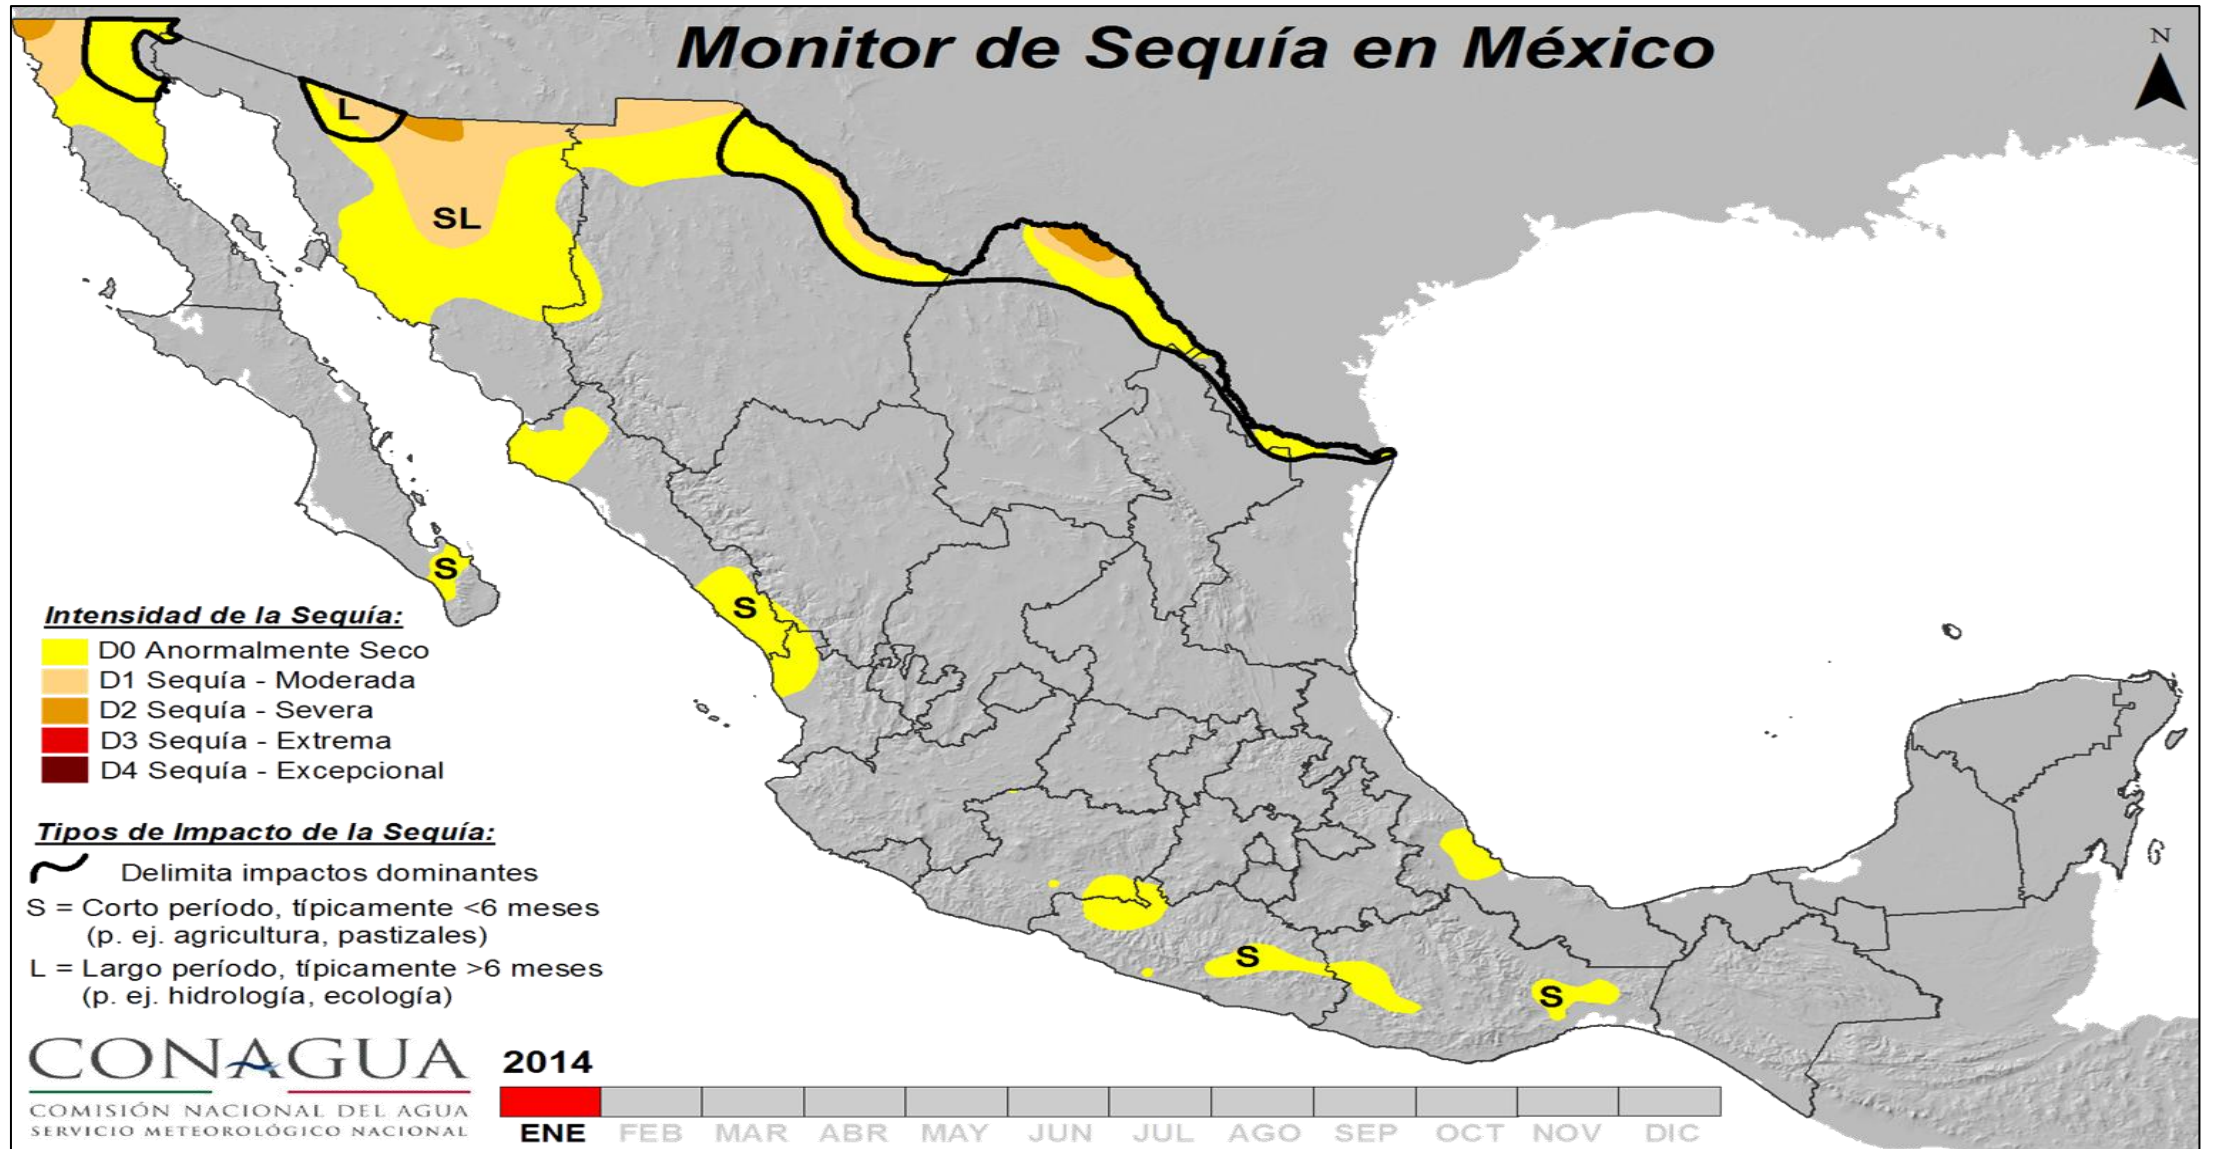 Monitor de Sequía en México
N
L
SL
S
S
S
S
Intensidad de la Sequía:
D0 Anormalmente Seco
D1 Sequía - Moderada
D2 Sequía - Severa
D3 Sequía - Extrema
D4 Sequía - Excepcional
Tipos de Impacto de la Sequía:
Delimita impactos dominantes
S = Corto período, típicamente <6 meses
(p. ej. agricultura, pastizales)
L = Largo período, típicamente >6 meses
(p. ej. hidrología, ecología)
CONAGUA
COMISIÓN NACIONAL DEL AGUA
SERVICIO METEOROLÓGICO NACIONAL
2014
ENE FEB MAR ABR MAY JUN JUL AGO SEP OCT NOV DIC